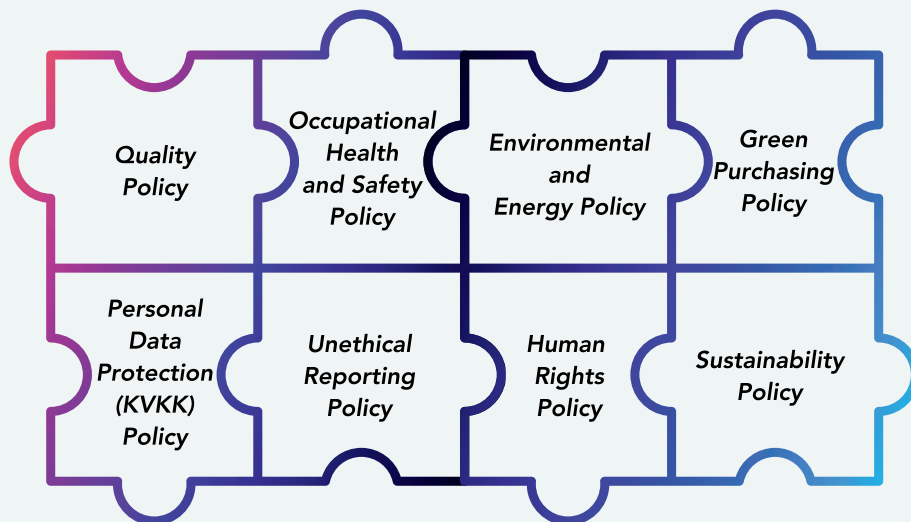 Quality
Policy
Occupational
Health
and Safety
Policy
Environmental
and
Energy Policy
Green
Purchasing
Policy
Personal
Data
Protection
(KVKK)
Policy
Unethical
Reporting
Policy
Human
Rights
Policy
Sustainability
Policy